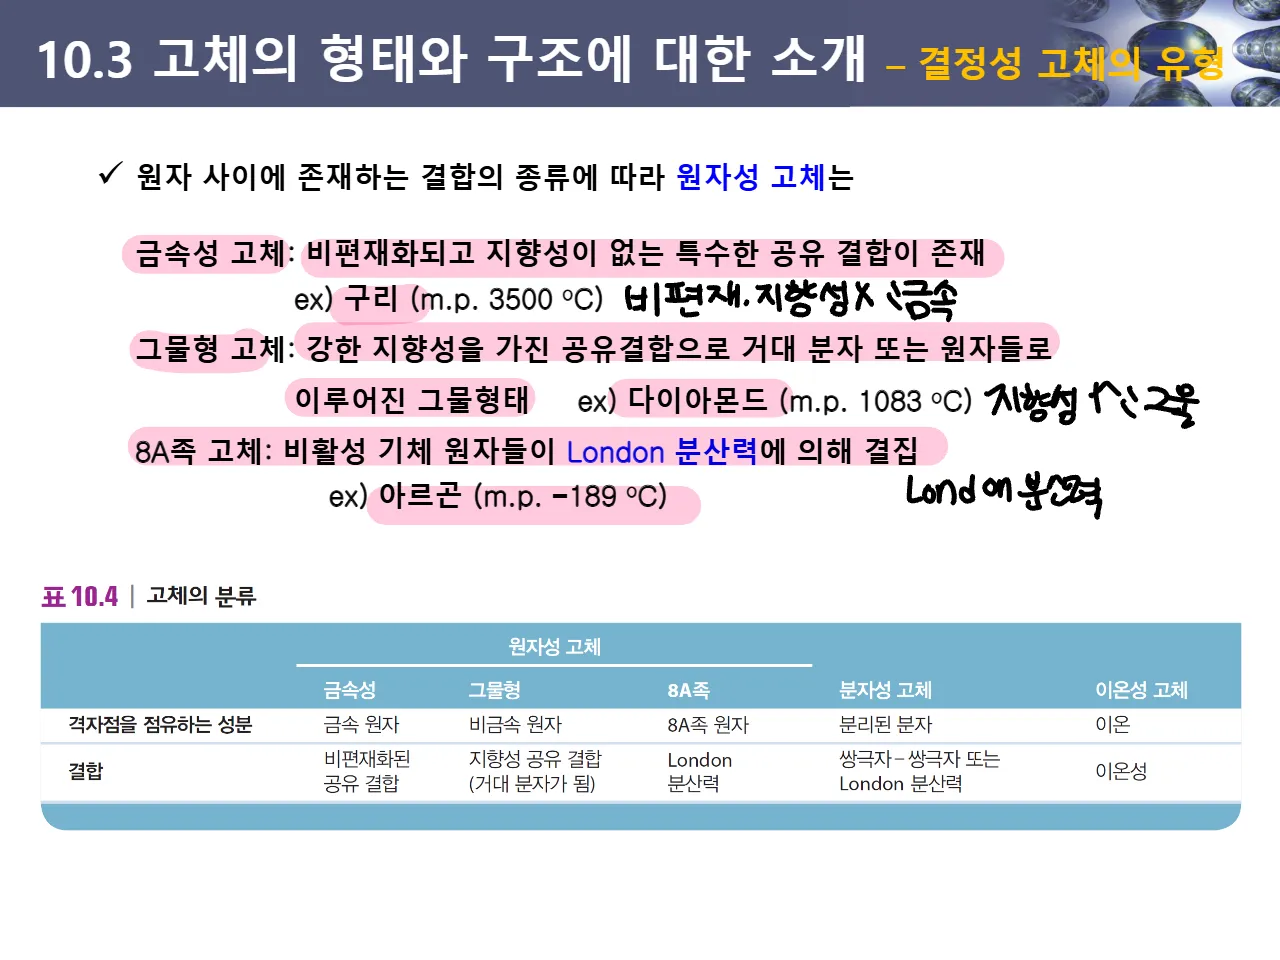 10.3 고체의 형태와 구조에 대한 소개 – 결정성 고체의 유형
✓ 원자 사이에 존재하는 결합의 종류에 따라 원자성 고체는
금속성 고체: 비편재화되고 지향성이 없는 특수한 공유 결합이 존재
ex) 구리 (m.p. 3500 ºC) 비편재.지향성X ; 금속
그물형 고체: 강한 지향성을 가진 공유결합으로 거대 분자 또는 원자들로
이루어진 그물형태 ex) 다이아몬드 (m.p. 1083 ºC) 지향성 ↑ ; 그물
8A족 고체: 비활성 기체 원자들이 London 분산력에 의해 결집
ex) 아르곤 (m.p. −189 ºC) 분산력
표 10.4 | 고체의 분류
원자성 고체
금속성 그물형 8A족 분자성 고체 이온성 고체
격자점을 점유하는 성분 금속 원자 비금속 원자 8A족 원자 분리된 분자 이온
결합 비편재화된 공유 결합 지향성 공유 결합 (거대 분자가 됨) London 분산력 쌍극자–쌍극자 또는 London 분산력 이온성